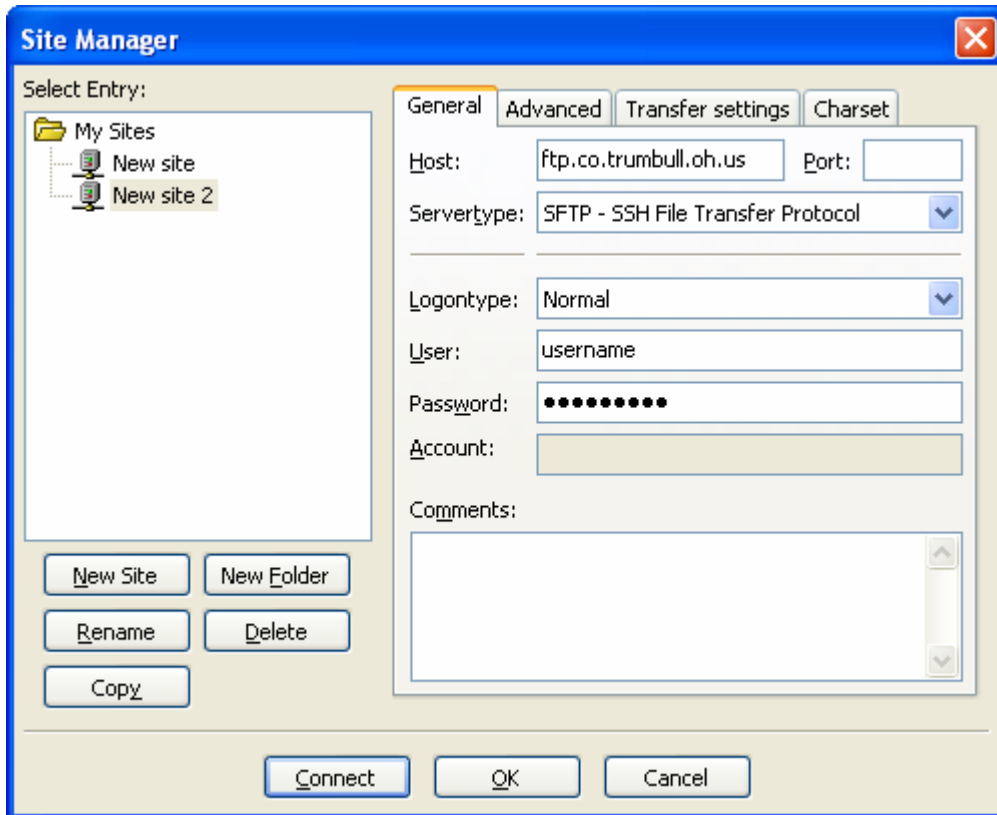 Site Manager
Select Entry:
My Sites
New site
New site 2
General Advanced Transfer settings Charset
Host: ftp.co.trumbull.oh.us Port:
Servertype: SFTP - SSH File Transfer Protocol
Logontype: Normal
User: username
Password: •••••••••
Account:
Comments:
New Site New Folder
Rename Delete
Copy
Connect OK Cancel